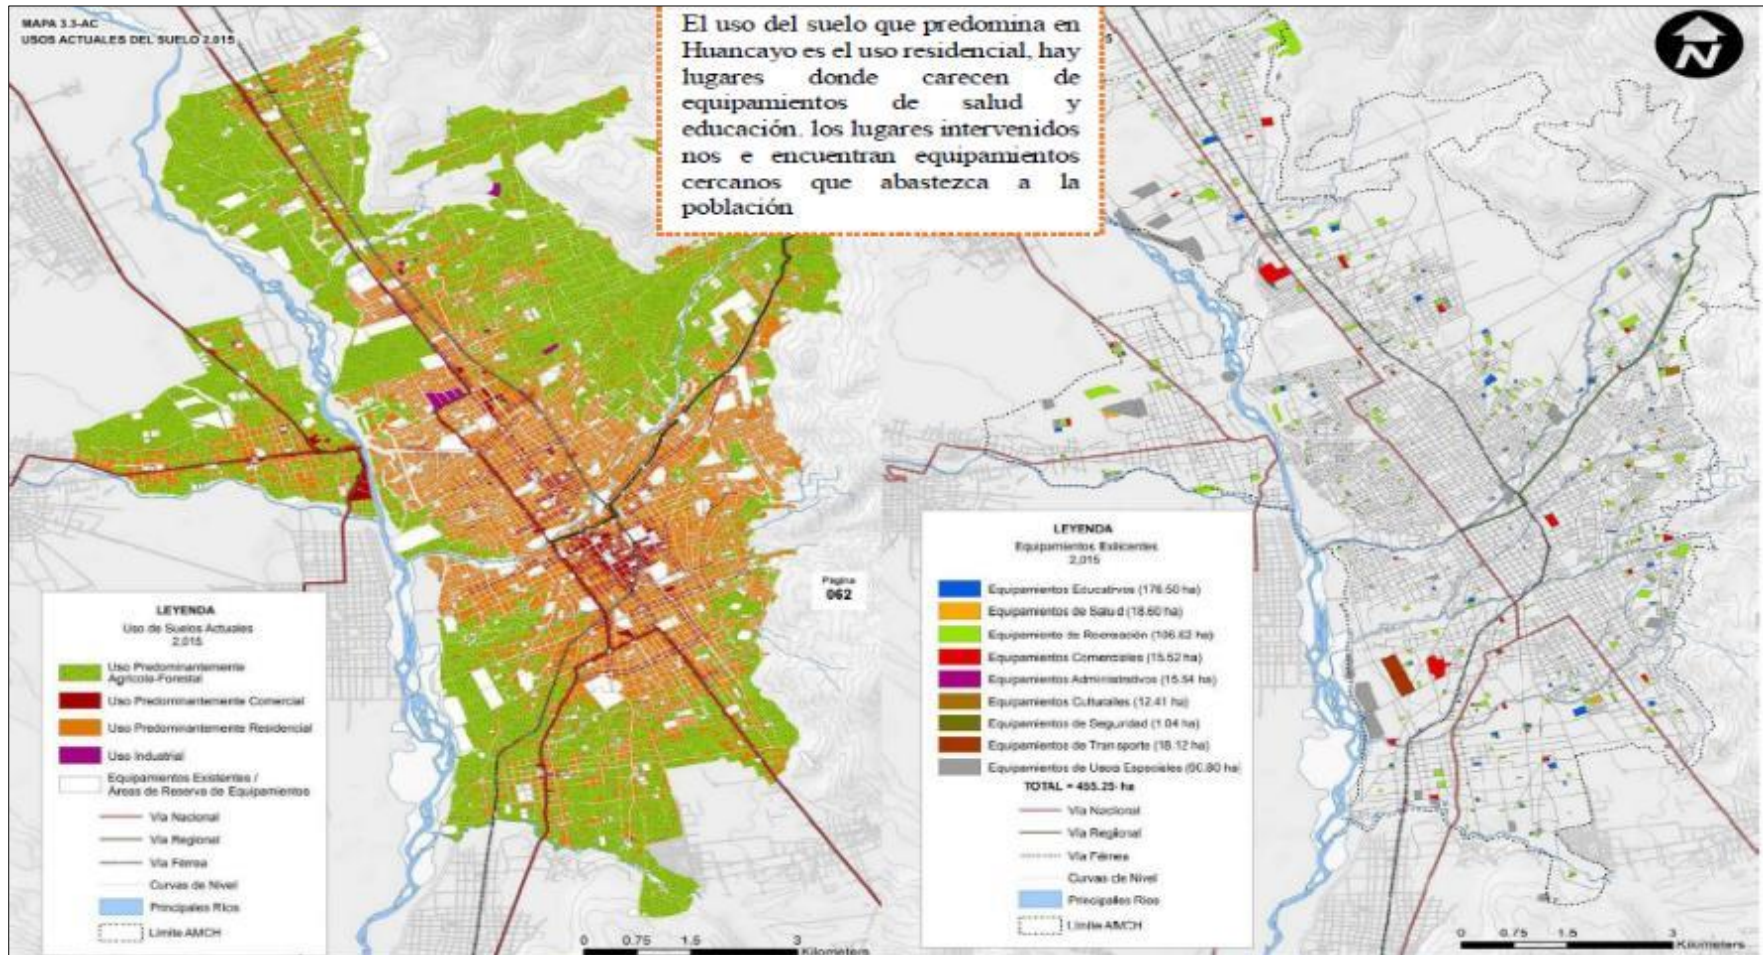 MAPA 3.3-AC
USOS ACTUALES DEL SUELO 2.015
El uso del suelo que predomina en
Huancayo es el uso residencial, hay
lugares donde carecen de
equipamientos de salud y
educación. los lugares intervenidos
nos e encuentran equipamientos
cercanos que abastezca a la
población
5
N
Página
062
LEYENDA
Uso de Suelos Actuales
2,015
Uso Predominantemente
Agrícola-Forestal
Uso Predominantemente Comercial
Uso Predominantemente Residencial
Uso Industrial
Equipamientos Existentes /
Áreas de Reserva de Equipamientos
Vía Nacional
Vía Regional
Vía Férrea
Curvas de Nivel
Principales Ríos
Límite AMCH
0 0.75 1.5 3
Kilometers
LEYENDA
Equipamientos Existentes
2,015
Equipamientos Educativos (176.50 ha)
Equipamientos de Salud (18.60 ha)
Equipamiento de Recreación (106.62 ha)
Equipamientos Comerciales (15.52 ha)
Equipamientos Administrativos (15.54 ha)
Equipamientos Culturales (12.41 ha)
Equipamientos de Seguridad (1.04 ha)
Equipamientos de Transporte (18.12 ha)
Equipamientos de Usos Especiales (90.80 ha)
TOTAL = 455.25 ha
Vía Nacional
Vía Regional
Vía Férrea
Curvas de Nivel
Principales Ríos
Límite AMCH
0 0.75 1.5 3
Kilometers